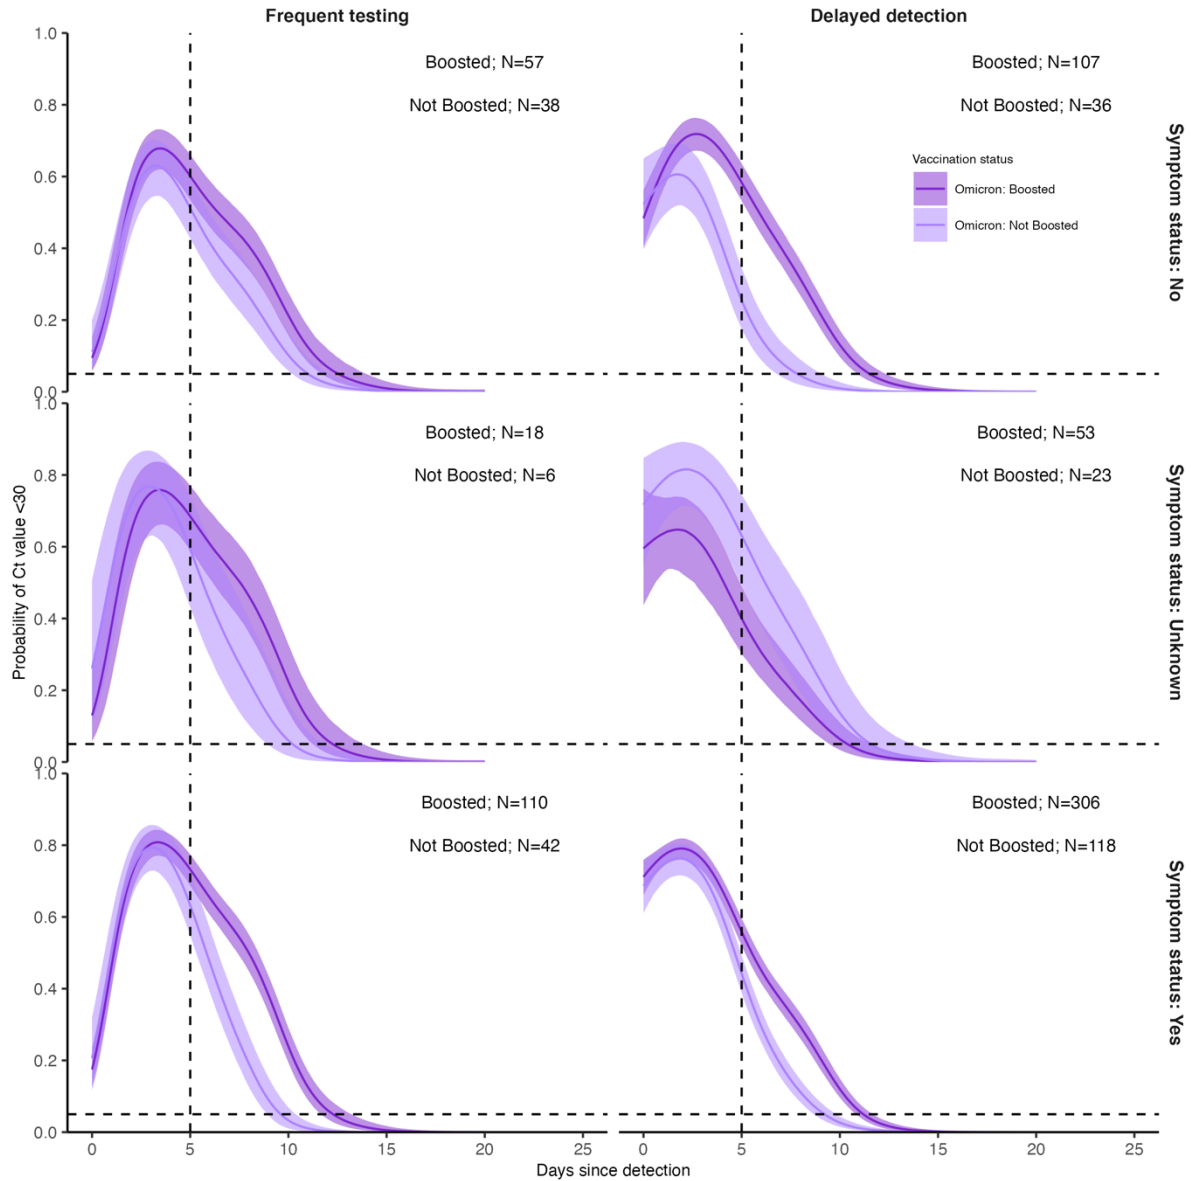 Frequent testing
Delayed detection
Probability of Ct value <30
1.0
0.8
0.6
0.4
0.2
0.0
Boosted; N=57
Not Boosted; N=38
Boosted; N=107
Not Boosted; N=36
Vaccination status
Omicron: Boosted
Omicron: Not Boosted
Symptom status: No
1.0
0.8
0.6
0.4
0.2
0.0
Boosted; N=18
Not Boosted; N=6
Boosted; N=53
Not Boosted; N=23
Symptom status: Unknown
1.0
0.8
0.6
0.4
0.2
0.0
Boosted; N=110
Not Boosted; N=42
Boosted; N=306
Not Boosted; N=118
Symptom status: Yes
0 5 10 15 20 25
0 5 10 15 20 25
Days since detection